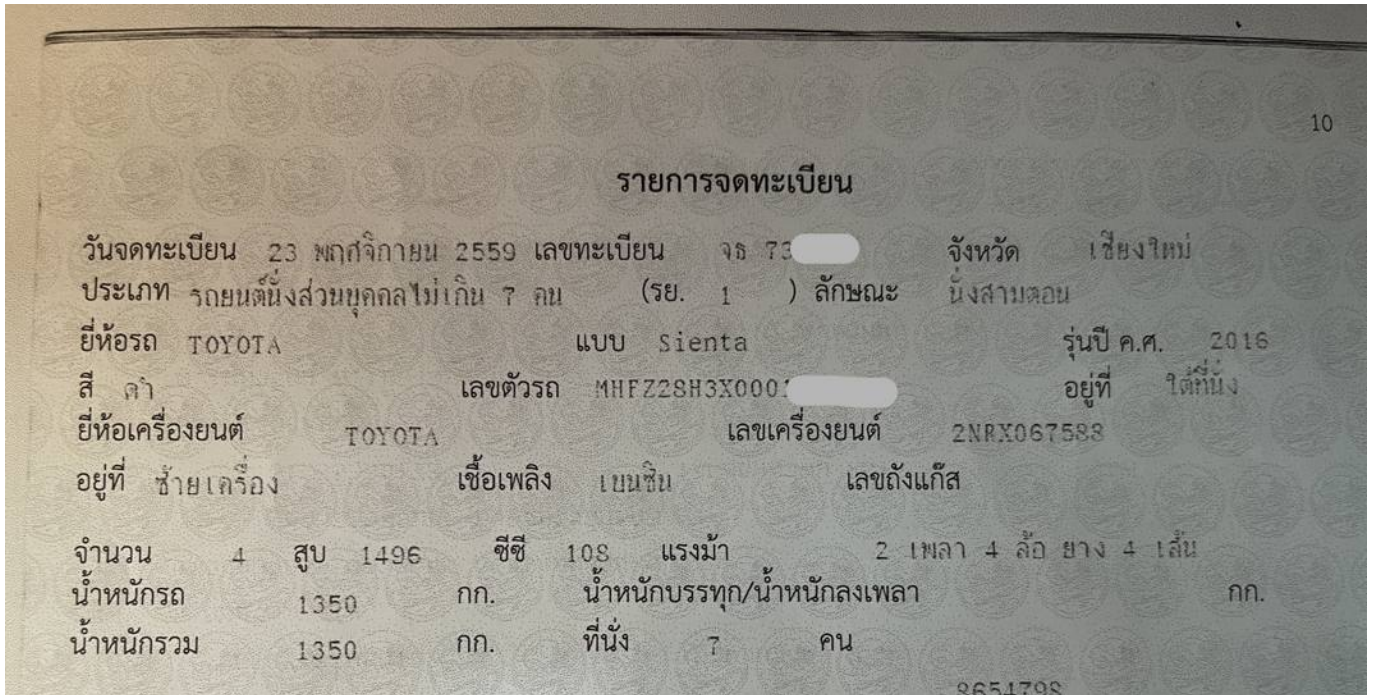 10
รายการจดทะเบียน
วันจดทะเบียน 23 พฤศจิกายน 2559 เลขทะเบียน จธ 73 จังหวัด เชียงใหม่
ประเภท รถยนต์นั่งส่วนบุคคลไม่เกิน 7 คน (รย. 1 ) ลักษณะ นั่งสามตอน
ยี่ห้อรถ TOYOTA แบบ Sienta รุ่นปี ค.ศ. 2016
สี ดำ เลขตัวรถ MHFZ28H3X0001 อยู่ที่ ใต้ที่นั่ง
ยี่ห้อเครื่องยนต์ TOYOTA เลขเครื่องยนต์ 2NRX067583
อยู่ที่ ซ้ายเครื่อง เชื้อเพลิง เบนซิน เลขถังแก๊ส
จำนวน 4 สูบ 1496 ซีซี 108 แรงม้า 2 เพลา 4 ล้อ ยาง 4 เส้น
น้ำหนักรถ 1350 กก. น้ำหนักบรรทุก/น้ำหนักลงเพลา กก.
น้ำหนักรวม 1350 กก. ที่นั่ง 7 คน
8654798